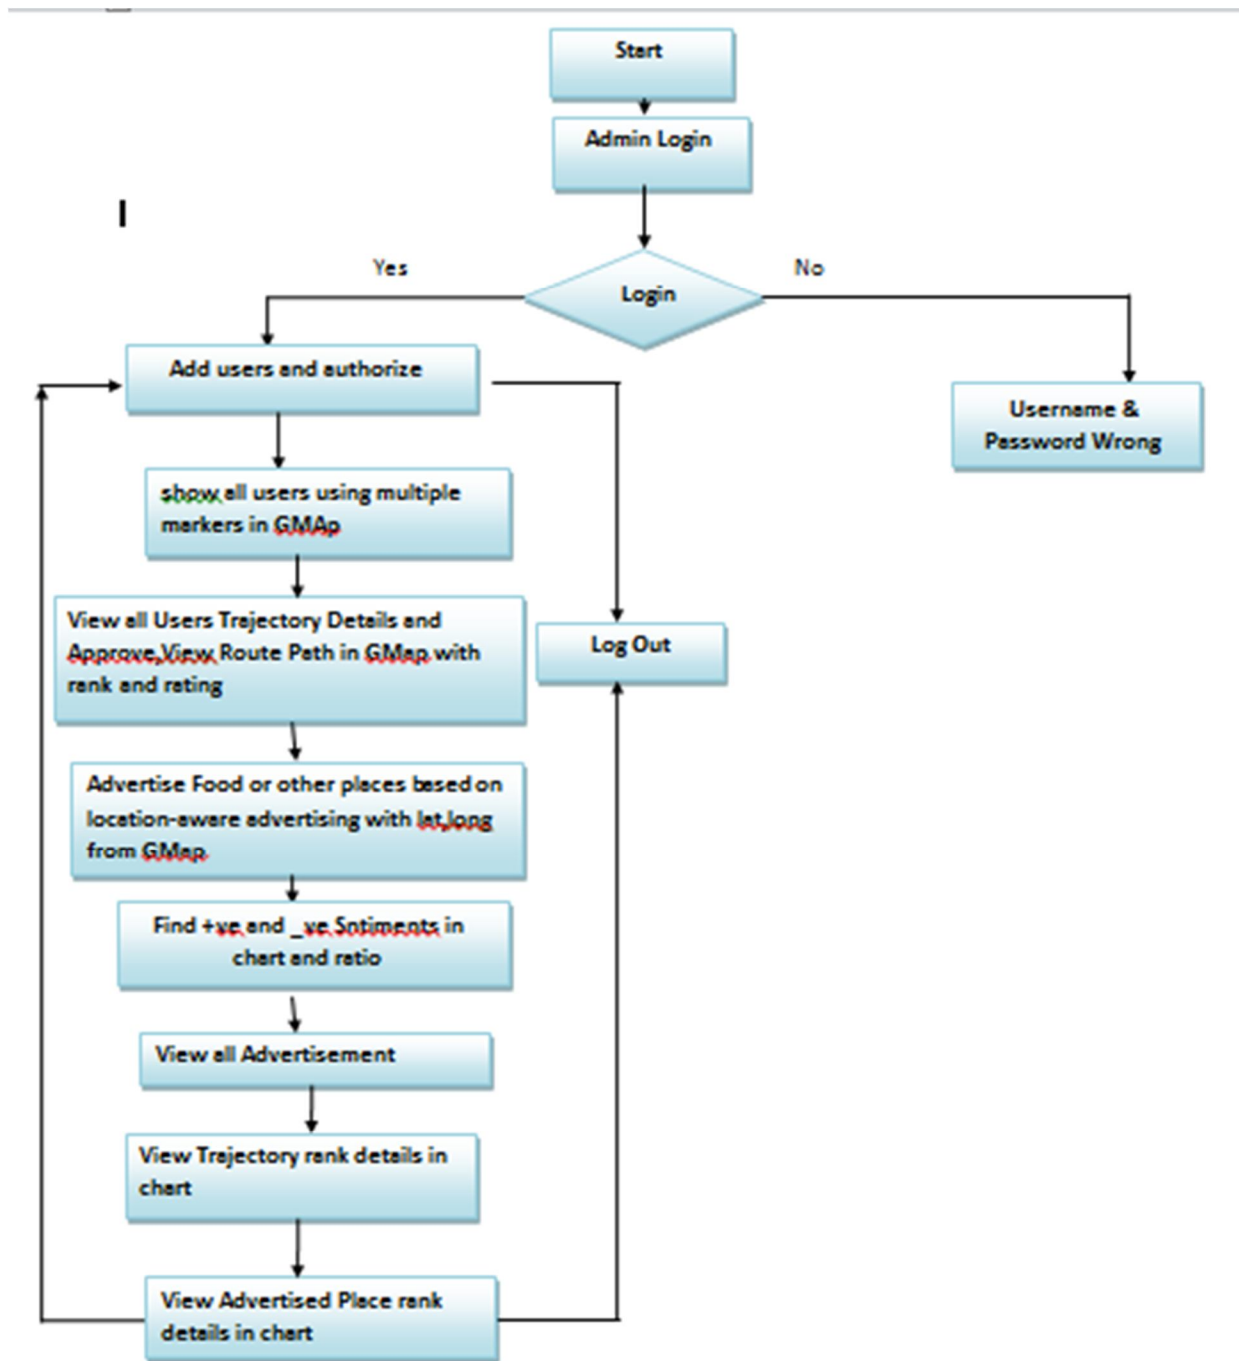 Start
Admin Login
Yes
No
Login
Add users and authorize
Username &
Password Wrong
show all users using multiple
markers in GMAp
View all Users Trajectory Details and
Approve,View Route Path in GMap with
rank and rating
Log Out
Advertise Food or other places based on
location-aware advertising with lat,long
from GMap
Find +ve and _ve Sntiments in
chart and ratio
View all Advertisement
View Trajectory rank details in
chart
View Advertised Place rank
details in chart